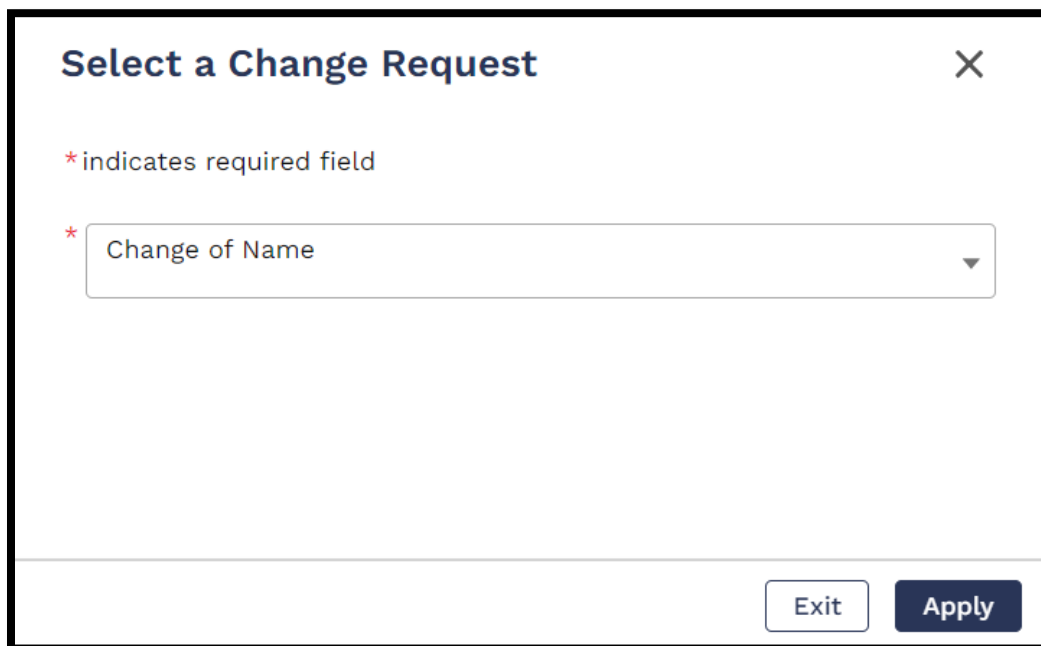 Select a Change Request
* indicates required field
*
Change of Name
Exit
Apply